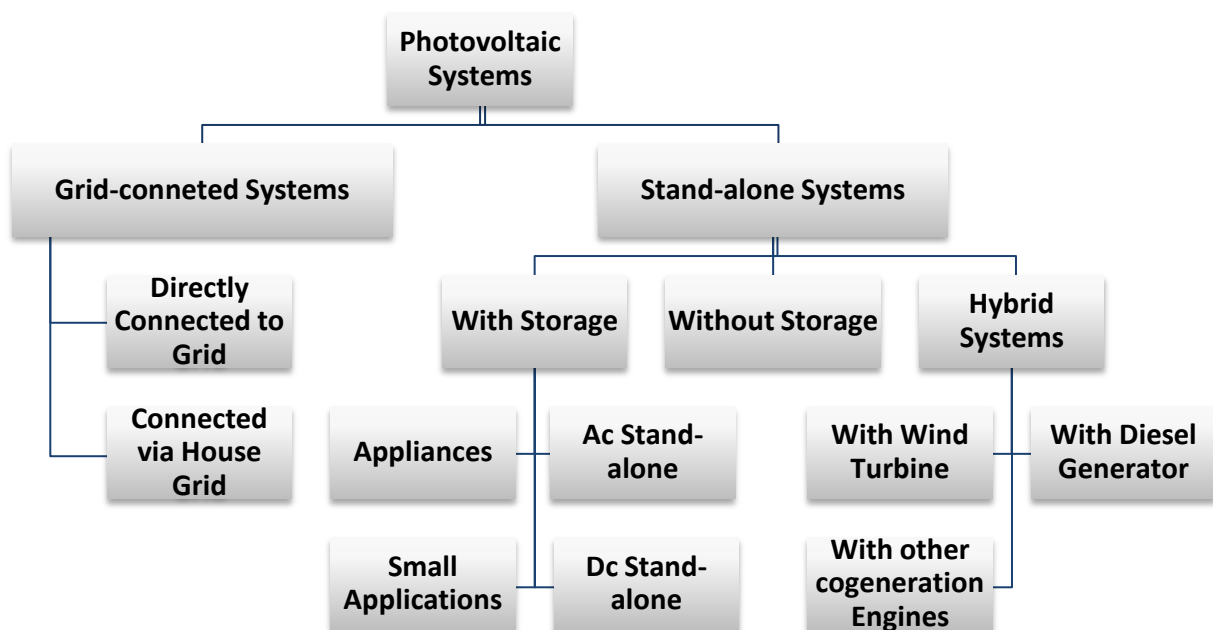 Photovoltaic
Systems
Grid-conneted Systems
Stand-alone Systems
Directly
Connected to
Grid
Connected
via House
Grid
With Storage
Without Storage
Hybrid
Systems
Appliances
Ac Stand-
alone
Small
Applications
Dc Stand-
alone
With Wind
Turbine
With Diesel
Generator
With other
cogeneration
Engines